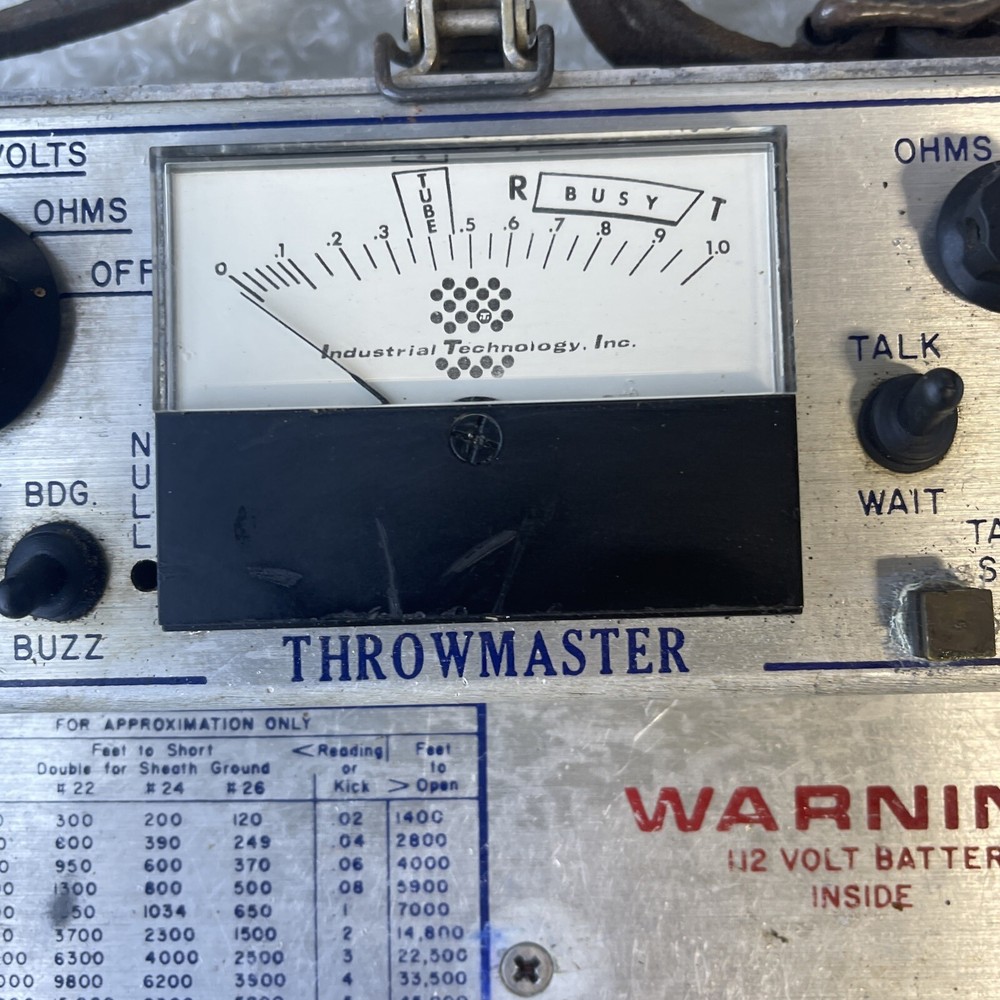 VOLTS
OHMS
OFF
TUBE
R BUSY T
0 .1 .2 .3 .5 .6 .7 .8 .9 1.0
Industrial Technology, Inc.
OHMS
TALK
WAIT
NULL
BDG.
BUZZ
THROWMASTER
FOR APPROXIMATION ONLY
Feet to Short < Reading Feet
Double for Sheath Ground or to
#22 #24 #26 Kick > Open
300 200 120 .02 1400
600 390 249 .04 2800
950 600 370 .06 4000
1300 800 500 .08 5900
1034 650 .1 7000
3700 2300 1500 .2 14,800
6300 4000 2500 .3 22,500
9800 6200 3900 .4 33,500
WARNIN
112 VOLT BATTER
INSIDE